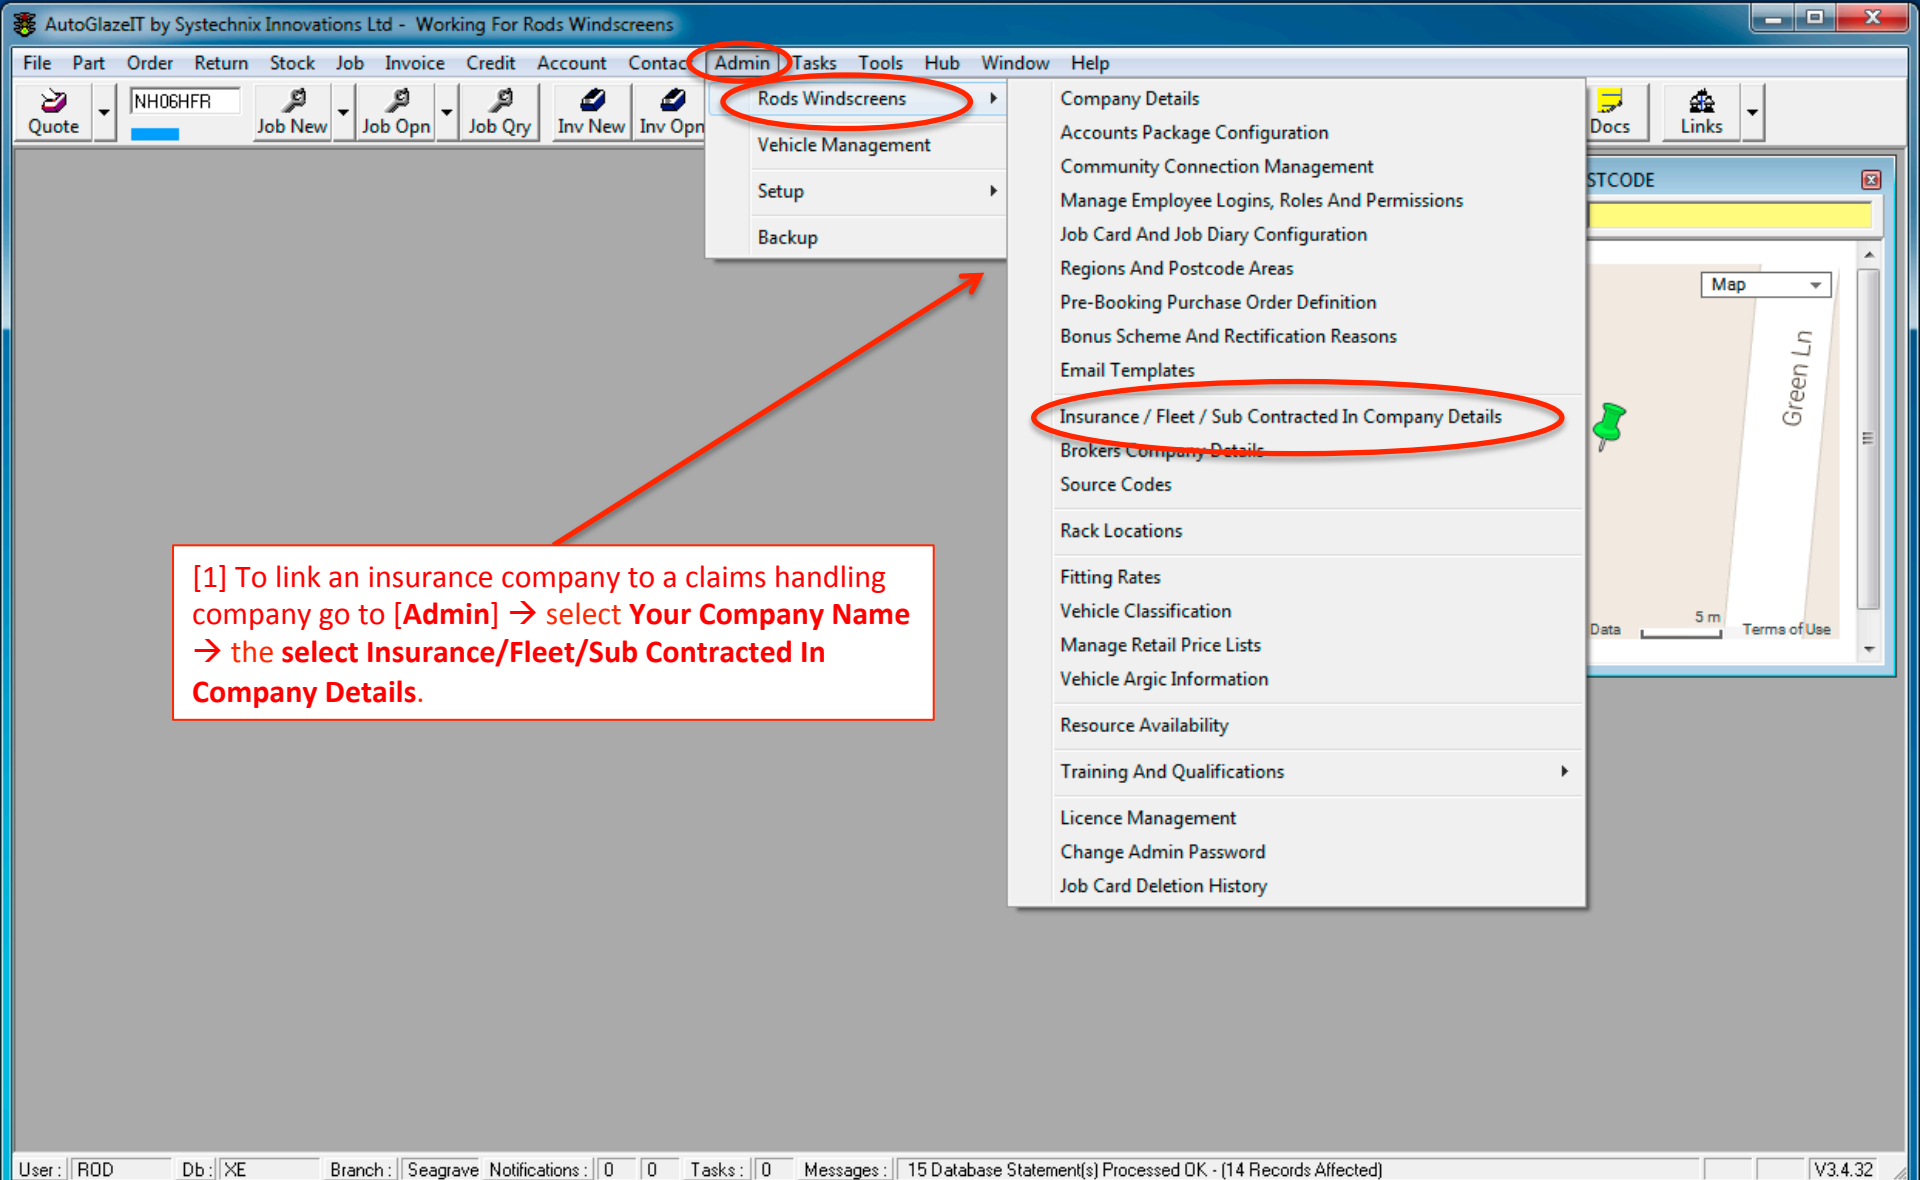 AutoGlazeIT by Systechnix Innovations Ltd - Working For Rods Windscreens
File Part Order Return Stock Job Invoice Credit Account Contact Admin Tasks Tools Hub Window Help
Quote NH06HFR Job New Job Opn Job Qry Inv New Inv Opn Docs Links
Rods Windscreens
Vehicle Management
Setup
Backup
Company Details
Accounts Package Configuration
Community Connection Management
Manage Employee Logins, Roles And Permissions
Job Card And Job Diary Configuration
Regions And Postcode Areas
Pre-Booking Purchase Order Definition
Bonus Scheme And Rectification Reasons
Email Templates
Insurance / Fleet / Sub Contracted In Company Details
Brokers Company Details
Source Codes
Rack Locations
Fitting Rates
Vehicle Classification
Manage Retail Price Lists
Vehicle Argic Information
Resource Availability
Training And Qualifications
Licence Management
Change Admin Password
Job Card Deletion History
STCODE
Map
Green Ln
5 m
Data Terms of Use
[1] To link an insurance company to a claims handling
company go to [Admin] → select Your Company Name
→ the select Insurance/Fleet/Sub Contracted In
Company Details.
User : ROD Db : XE Branch : Seagrave Notifications : 0 0 Tasks : 0 Messages : 15 Database Statement(s) Processed OK - (14 Records Affected) V3.4.32